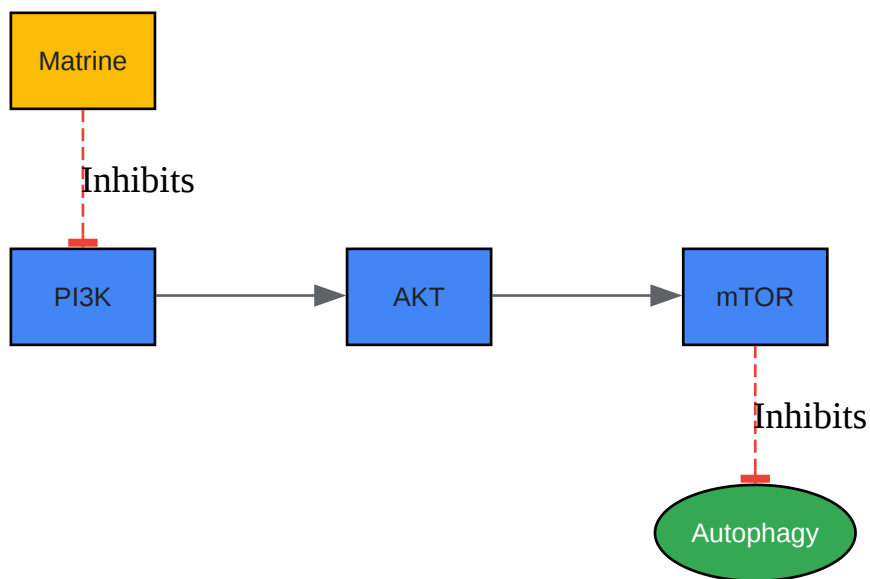 Matrine
Inhibits
PI3K
AKT
mTOR
Inhibits
Autophagy